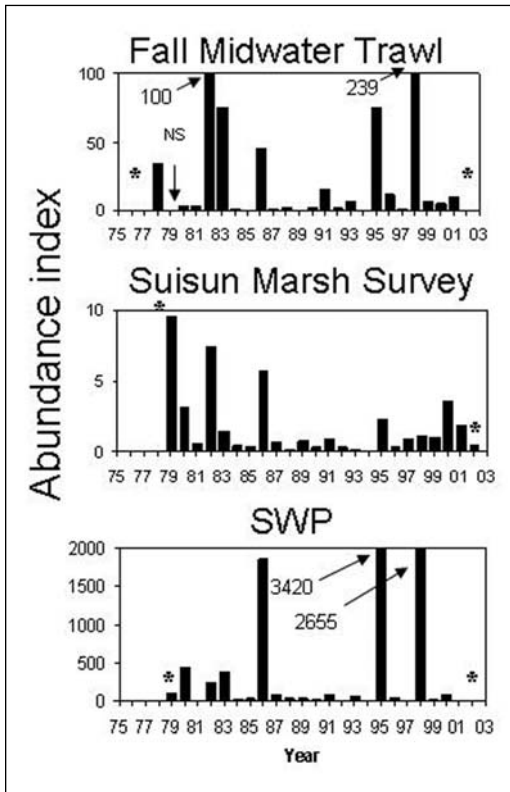 Fall Midwater Trawl
100
50
0
100
239
NS
*
*
75 77 79 81 83 85 87 89 91 93 95 97 99 01 03
Abundance index
Suisun Marsh Survey
10
5
0
*
*
75 77 79 81 83 85 87 89 91 93 95 97 99 01 03
SWP
2000
1500
1000
500
0
3420
2655
*
*
75 77 79 81 83 85 87 89 91 93 95 97 99 01 03
Year